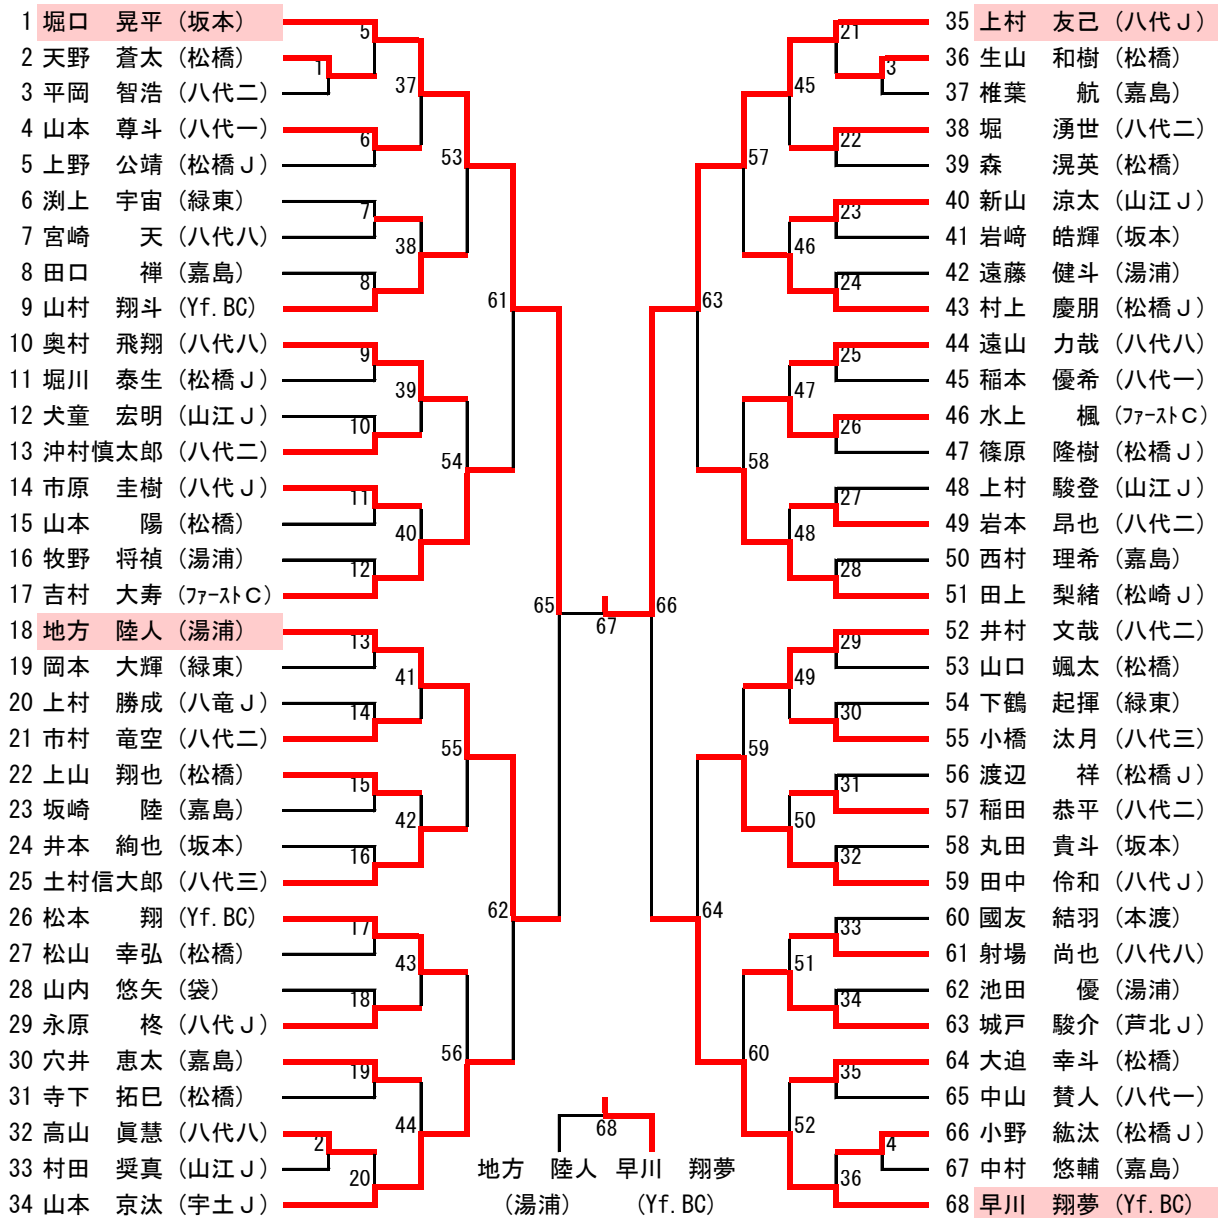 1 堀口 晃平 (坂本)
2 天野 蒼太 (松橋)
3 平岡 智浩 (八代二)
4 山本 尊斗 (八代一)
5 上野 公靖 (松橋J)
6 渕上 宇宙 (緑東)
7 宮崎 天 (八代八)
8 田口 禅 (嘉島)
9 山村 翔斗 (Yf.BC)
10 奥村 飛翔 (八代八)
11 堀川 泰生 (松橋J)
12 犬童 宏明 (山江J)
13 沖村慎太郎 (八代二)
14 市原 圭樹 (八代J)
15 山本 陽 (松橋)
16 牧野 将禎 (湯浦)
17 吉村 大寿 (ファーストC)
18 地方 陸人 (湯浦)
19 岡本 大輝 (緑東)
20 上村 勝成 (八竜J)
21 市村 竜空 (八代二)
22 上山 翔也 (松橋)
23 坂崎 陸 (嘉島)
24 井本 絢也 (坂本)
25 土村信大郎 (八代三)
26 松本 翔 (Yf.BC)
27 松山 幸弘 (松橋)
28 山内 悠矢 (袋)
29 永原 柊 (八代J)
30 穴井 恵太 (嘉島)
31 寺下 拓巳 (松橋)
32 高山 眞慧 (八代八)
33 村田 奨真 (山江J)
34 山本 京汰 (宇土J)
5
1
6
7
8
9
10
11
12
13
14
15
16
17
18
19
2
20
37
38
39
40
41
42
43
44
53
54
55
56
61
62
65
67
66
68
地方 陸人 早川 翔夢
(湯浦) (Yf.BC)
63
64
57
58
59
60
45
46
47
48
49
50
51
52
21
3
22
23
24
25
26
27
28
29
30
31
32
33
34
35
4
36
35 上村 友己 (八代J)
36 生山 和樹 (松橋)
37 椎葉 航 (嘉島)
38 堀 湧世 (八代二)
39 森 滉英 (松橋)
40 新山 涼太 (山江J)
41 岩﨑 皓輝 (坂本)
42 遠藤 健斗 (湯浦)
43 村上 慶朋 (松橋J)
44 遠山 力哉 (八代八)
45 稲本 優希 (八代一)
46 水上 楓 (ファーストC)
47 篠原 隆樹 (松橋J)
48 上村 駿登 (山江J)
49 岩本 昂也 (八代二)
50 西村 理希 (嘉島)
51 田上 梨緒 (松崎J)
52 井村 文哉 (八代二)
53 山口 颯太 (松橋)
54 下鶴 起揮 (緑東)
55 小橋 汰月 (八代三)
56 渡辺 祥 (松橋J)
57 稲田 恭平 (八代二)
58 丸田 貴斗 (坂本)
59 田中 伶和 (八代J)
60 國友 結羽 (本渡)
61 射場 尚也 (八代八)
62 池田 優 (湯浦)
63 城戸 駿介 (芦北J)
64 大迫 幸斗 (松橋)
65 中山 賛人 (八代一)
66 小野 紘汰 (松橋J)
67 中村 悠輔 (嘉島)
68 早川 翔夢 (Yf.BC)